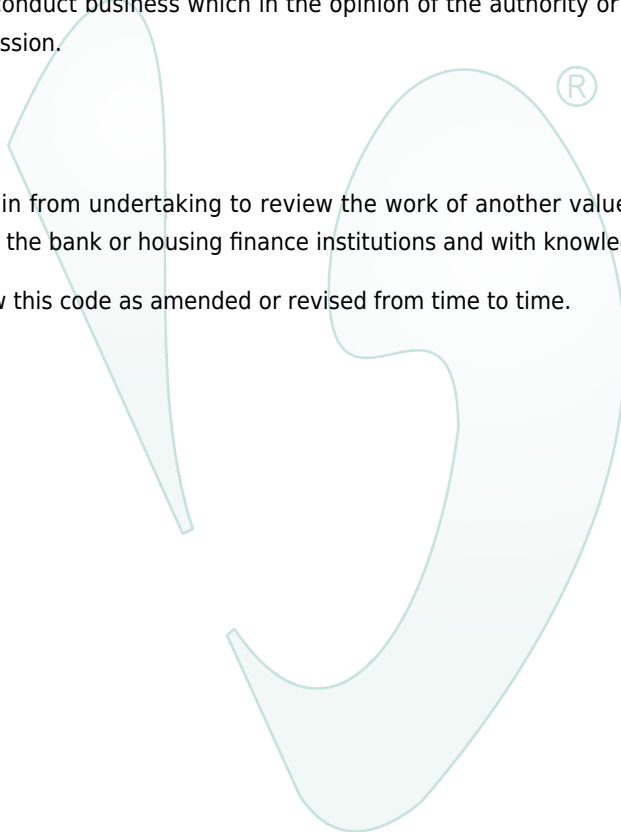 conduct business which in the opinion of the authority or
ssion.
®
in from undertaking to review the work of another value
the bank or housing finance institutions and with knowle
w this code as amended or revised from time to time.